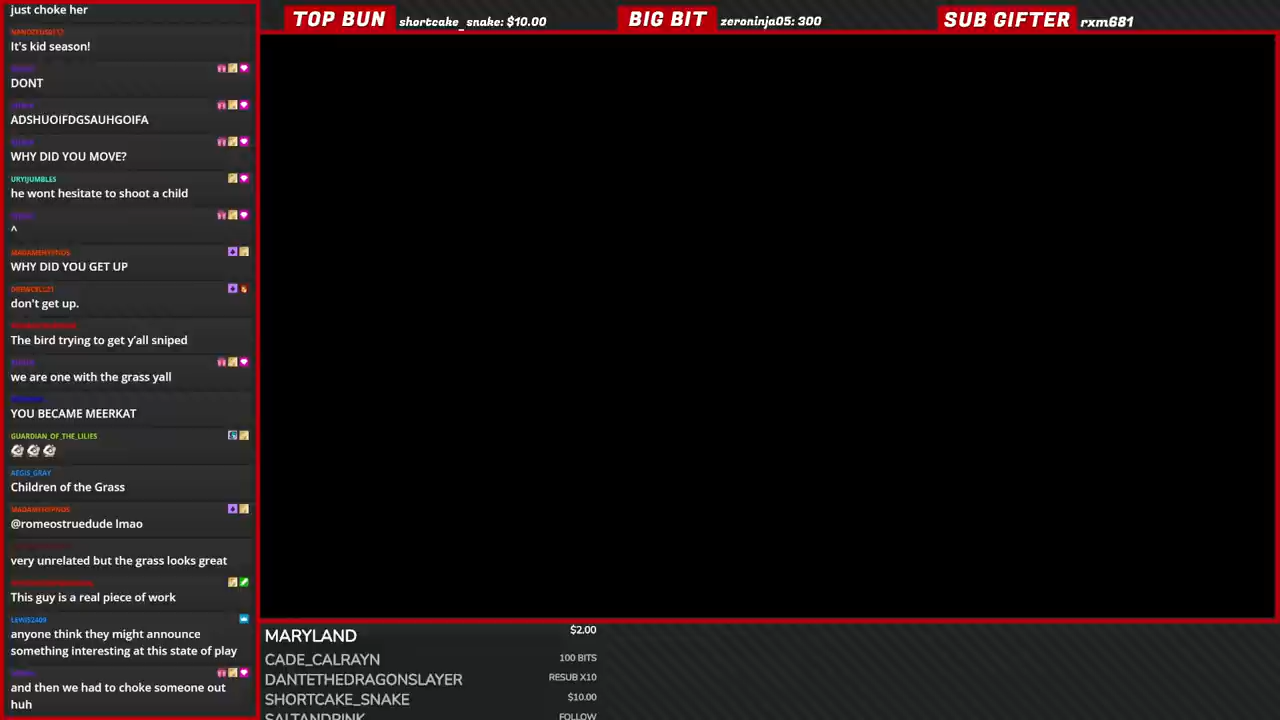 TOP BUN shortcake_snake: $10.00 BIG BIT zeroninja05: 300 SUB GIFTER rxm681
just choke her
It's kid season!
DONT
ADSHUOIFDGSAUHGOIFA
WHY DID YOU MOVE?
URYIJUMBLES
he wont hesitate to shoot a child
^
WHY DID YOU GET UP
don't get up.
The bird trying to get y'all sniped
we are one with the grass yall
YOU BECAME MEERKAT
GUARDIAN_OF_THE_LILIES
AEGIS_GRAY
Children of the Grass
@romeostruedude lmao
very unrelated but the grass looks great
This guy is a real piece of work
LEWIS2409
anyone think they might announce
something interesting at this state of play
and then we had to choke someone out
huh
MARYLAND $2.00
CADE_CALRAYN 100 BITS
DANTETHEDRAGONSLAYER RESUB X10
SHORTCAKE_SNAKE $10.00
SALTANDPINK FOLLOW